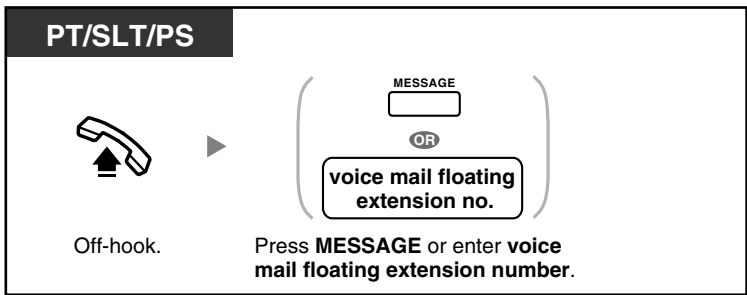 PT/SLT/PS
MESSAGE
OR
voice mail floating
extension no.
Off-hook.
Press MESSAGE or enter voice
mail floating extension number.